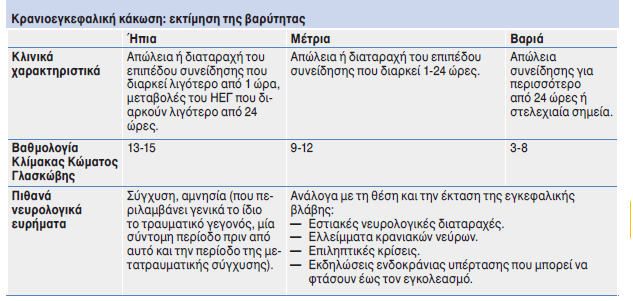 Κρανιοεγκεφαλική κάκωση: εκτίμηση της βαρύτητας
Ήπια
Μέτρια
Βαριά
Κλινικά
χαρακτηριστικά
Απώλεια ή διαταραχή του
επιπέδου συνείδησης που
διαρκεί λιγότερο από 1 ώρα,
μεταβολές του ΗΕΓ που δι-
αρκούν λιγότερο από 24
ώρες.
Απώλεια ή διαταραχή του επιπέδου
συνείδησης που διαρκεί 1-24 ώρες.
Απώλεια
συνείδησης για
περισσότερο
από 24 ώρες ή
στελεχιαία σημεία.
Βαθμολογία
Κλίμακας Κώματος
Γλασκώβης
13-15
9-12
3-8
Πιθανά
νευρολογικά
ευρήματα
Σύγχυση, αμνησία (που πε-
ριλαμβάνει γενικά το ίδιο
το τραυματικό γεγονός, μία
σύντομη περίοδο πριν από
αυτό και την περίοδο της με-
τατραυματικής σύγχυσης).
Ανάλογα με τη θέση και την έκταση της εγκεφαλικής
βλάβης:
— Εστιακές νευρολογικές διαταραχές.
— Ελλείμματα κρανιακών νεύρων.
— Επιληπτικές κρίσεις.
— Εκδηλώσεις ενδοκράνιας υπέρτασης που μπορεί να
φτάσουν έως τον εγκολεασμό.